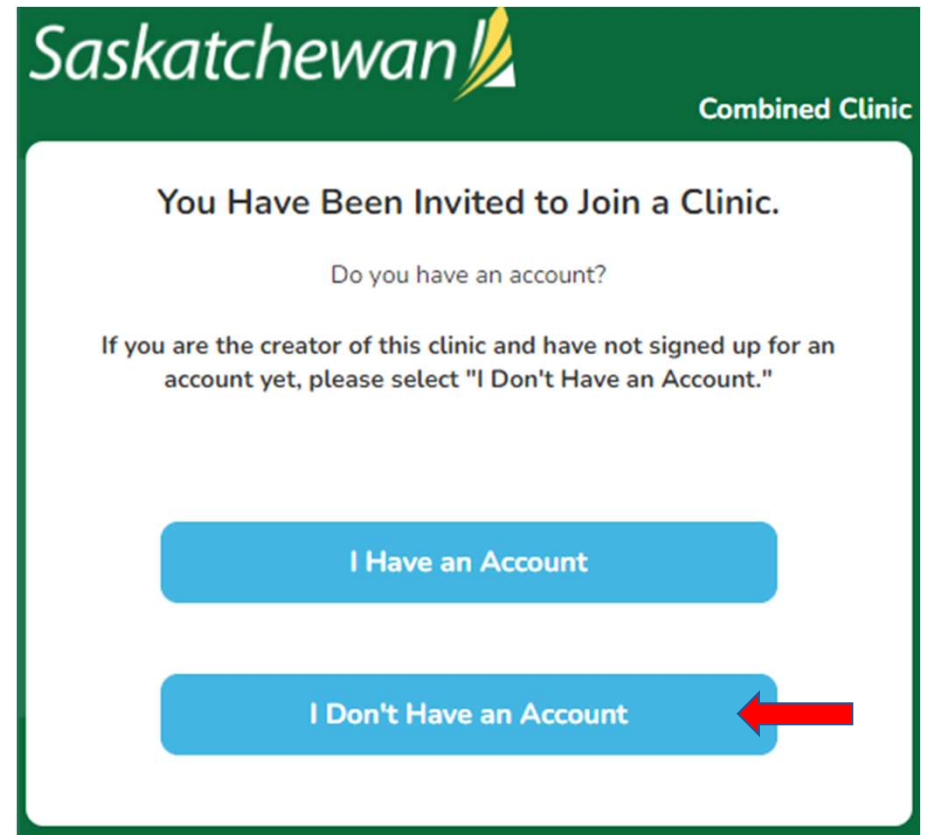 Saskatchewan
Combined Clinic
You Have Been Invited to Join a Clinic.
Do you have an account?
If you are the creator of this clinic and have not signed up for an
account yet, please select "I Don't Have an Account."
I Have an Account
I Don't Have an Account